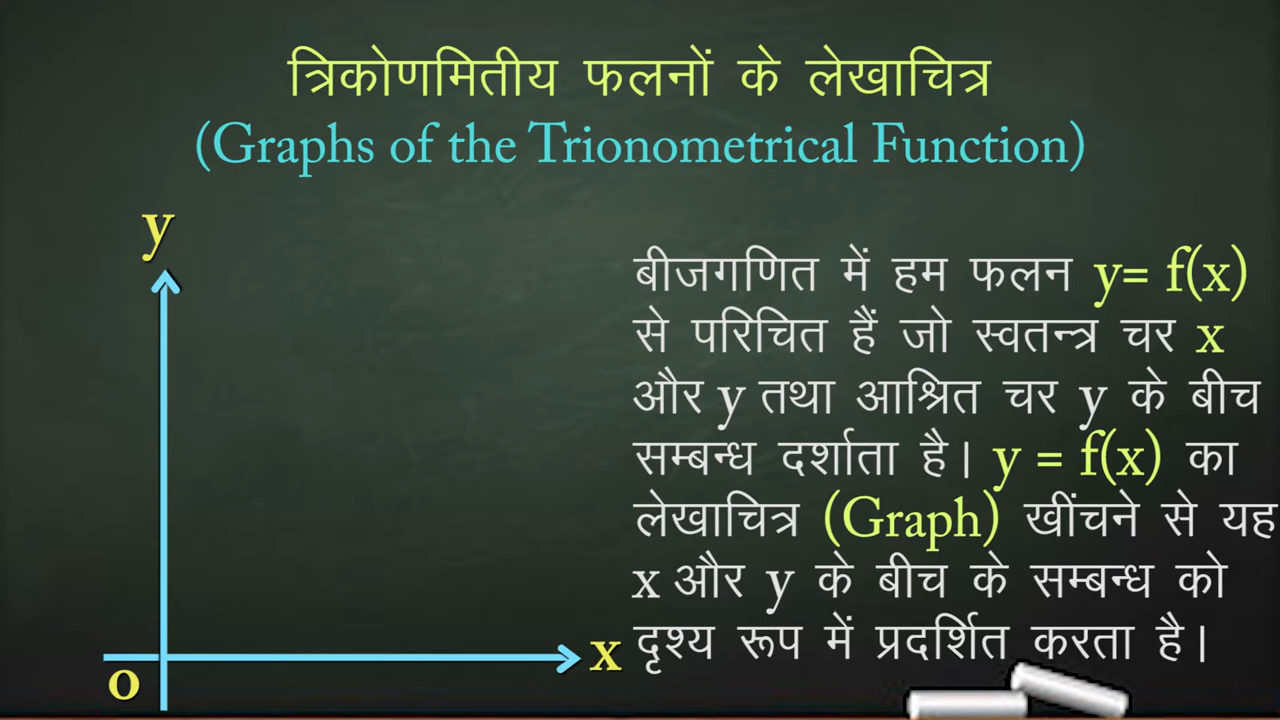 त्रिकोणमितीय फलनों के लेखाचित्र
(Graphs of the Trionometrical Function)
y
बीजगणित में हम फलन y= f(x)
से परिचित हैं जो स्वतन्त्र चर x
और y तथा आश्रित चर y के बीच
सम्बन्ध दर्शाता है। y = f(x) का
लेखाचित्र (Graph) खींचने से यह
x और y के बीच के सम्बन्ध को
दृश्य रूप में प्रदर्शित करता है।
x
o